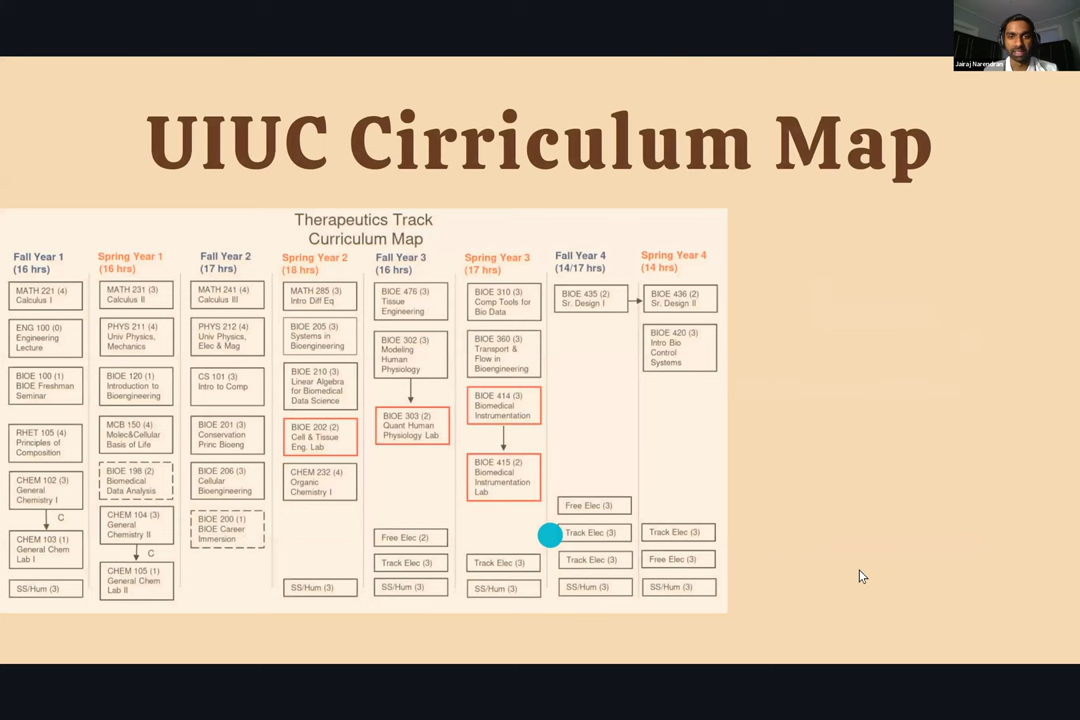 Jairaj Narendran
UIUC Cirriculum Map
Therapeutics Track
Curriculum Map
Fall Year 1
(16 hrs)
MATH 221 (4)
Calculus I
ENG 100 (0)
Engineering
Lecture
BIOE 100 (1)
BIOE Freshman
Seminar
RHET 105 (4)
Principles of
Composition
CHEM 102 (3)
General
Chemistry I
C
CHEM 103 (1)
General Chem
Lab I
SS/Hum (3)
Spring Year 1
(16 hrs)
MATH 231 (3)
Calculus II
PHYS 211 (4)
Univ Physics,
Mechanics
BIOE 120 (1)
Introduction to
Bioengineering
MCB 150 (4)
Molec&Cellular
Basis of Life
BIOE 198 (2)
Biomedical
Data Analysis
CHEM 104 (3)
General
Chemistry II
C
CHEM 105 (1)
General Chem
Lab II
Fall Year 2
(17 hrs)
MATH 241 (4)
Calculus III
PHYS 212 (4)
Univ Physics,
Elec & Mag
CS 101 (3)
Intro to Comp
BIOE 201 (3)
Conservation
Princ Bioeng
BIOE 206 (3)
Cellular
Bioengineering
BIOE 200 (1)
BIOE Career
Immersion
Spring Year 2
(18 hrs)
MATH 285 (3)
Intro Diff Eq
BIOE 205 (3)
Systems in
Bioengineering
BIOE 210 (3)
Linear Algebra
for Biomedical
Data Science
BIOE 202 (2)
Cell & Tissue
Eng. Lab
CHEM 232 (4)
Organic
Chemistry I
SS/Hum (3)
Fall Year 3
(16 hrs)
BIOE 476 (3)
Tissue
Engineering
BIOE 302 (3)
Modeling
Human
Physiology
BIOE 303 (2)
Quant Human
Physiology Lab
Free Elec (2)
Track Elec (3)
SS/Hum (3)
Spring Year 3
(17 hrs)
BIOE 310 (3)
Comp Tools for
Bio Data
BIOE 360 (3)
Transport &
Flow in
Bioengineering
BIOE 414 (3)
Biomedical
Instrumentation
BIOE 415 (2)
Biomedical
Instrumentation
Lab
Track Elec (3)
SS/Hum (3)
Fall Year 4
(14/17 hrs)
BIOE 435 (2)
Sr. Design I
Free Elec (3)
Track Elec (3)
Track Elec (3)
SS/Hum (3)
Spring Year 4
(14 hrs)
BIOE 436 (2)
Sr. Design II
BIOE 420 (3)
Intro Bio
Control
Systems
Track Elec (3)
Free Elec (3)
SS/Hum (3)